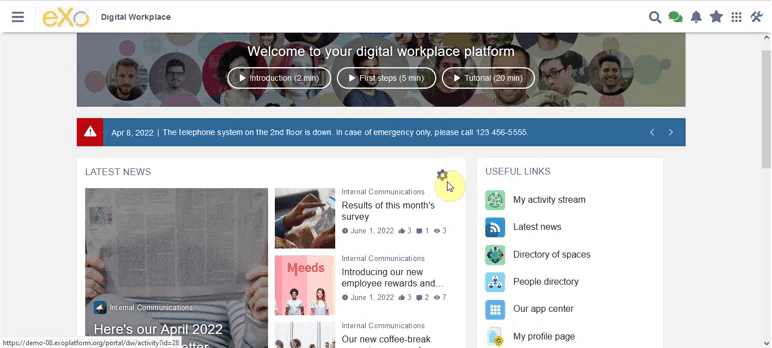 eXo Digital Workplace
Welcome to your digital workplace platform
Introduction (2 min)
First steps (5 min)
Tutorial (20 min)
Apr 8, 2022 | The telephone system on the 2nd floor is down. In case of emergency only, please call 123 456-5555.
LATEST NEWS
Internal Communications
Here's our April 2022
Internal Communications
Results of this month's
survey
June 1, 2022 3 1 3
Meeds
Internal Communications
Introducing our new
employee rewards and...
June 1, 2022 3 2 7
Internal Communications
Our new coffee-break
USEFUL LINKS
My activity stream
Latest news
Directory of spaces
People directory
Our app center
My profile page
https://demo-08.exoplatform.org/portal/dw/activity?id=28